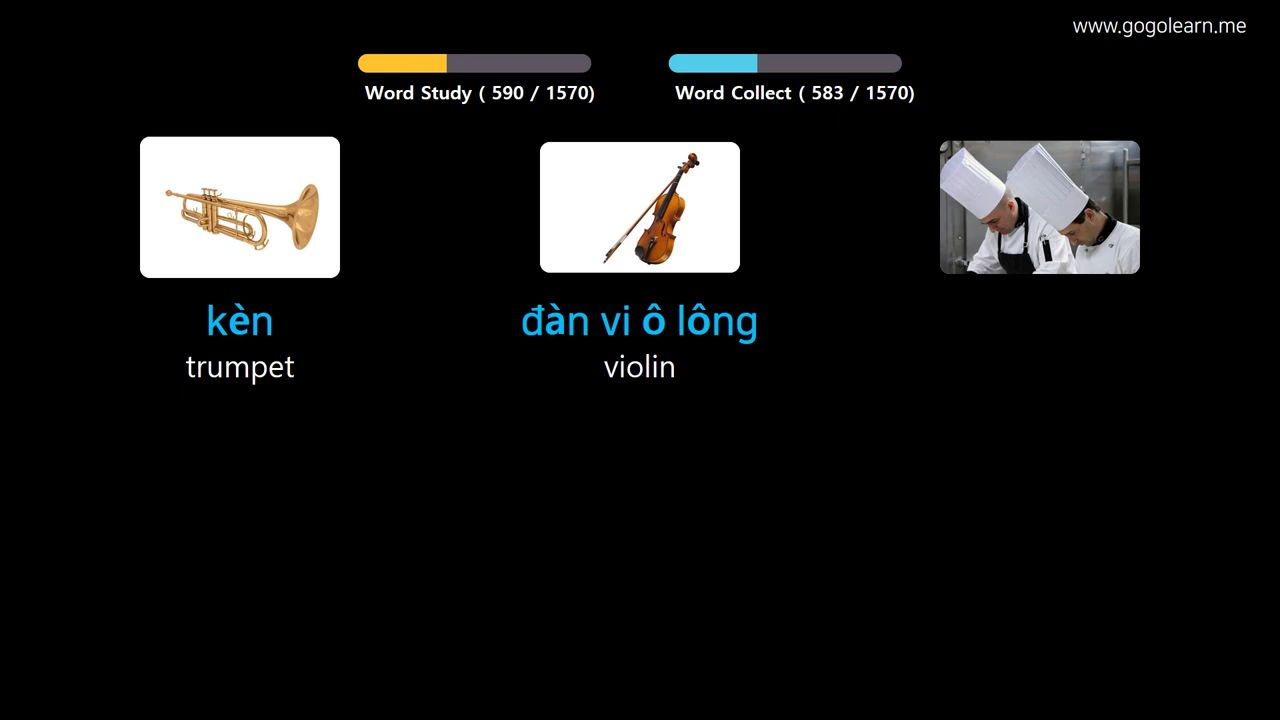 www.gogolearn.me
Word Study ( 590 / 1570)
Word Collect ( 583 / 1570)
kèn
trumpet
đàn vi ô lông
violin